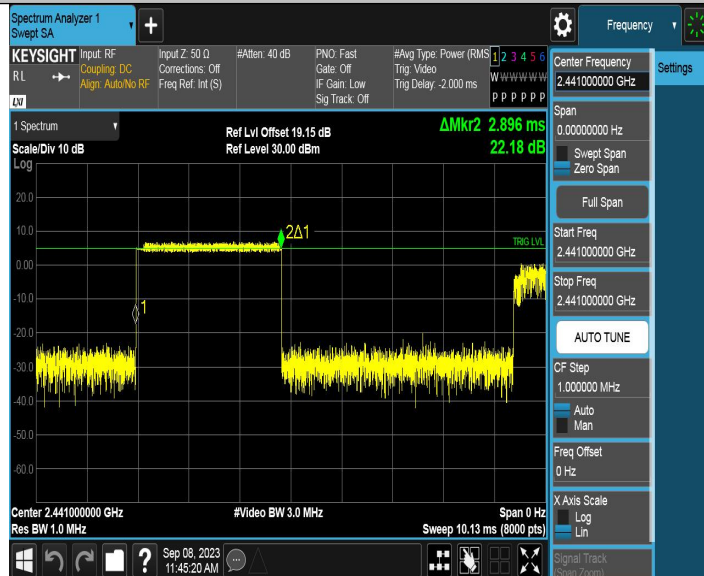 Spectrum Analyzer 1
Swept SA
Frequency
KEYSIGHT
RL
LXI
Input: RF
Coupling: DC
Align: Auto/No RF
Input Z: 50 Ω
Corrections: Off
Freq Ref: Int (S)
#Atten: 40 dB
PNO: Fast
Gate: Off
IF Gain: Low
Sig Track: Off
#Avg Type: Power (RMS
Trig: Video
Trig Delay: -2.000 ms
1 2 3 4 5 6
W W W W W W
P P P P P P
Center Frequency
2.441000000 GHz
Settings
Span
0.00000000 Hz
Swept Span
Zero Span
Full Span
Start Freq
2.441000000 GHz
Stop Freq
2.441000000 GHz
AUTO TUNE
CF Step
1.000000 MHz
Auto
Man
Freq Offset
0 Hz
X Axis Scale
Log
Lin
Signal Track
(Span Zoom)
1 Spectrum
Scale/Div 10 dB
Log
Ref Lvl Offset 19.15 dB
Ref Level 30.00 dBm
ΔMkr2 2.896 ms
22.18 dB
20.0
10.0
0.00
-10.0
-20.0
-30.0
-40.0
-50.0
-60.0
2Δ1
TRIG LVL
1
Center 2.441000000 GHz
Res BW 1.0 MHz
#Video BW 3.0 MHz
Span 0 Hz
Sweep 10.13 ms (8000 pts)
?
Sep 08, 2023
11:45:20 AM